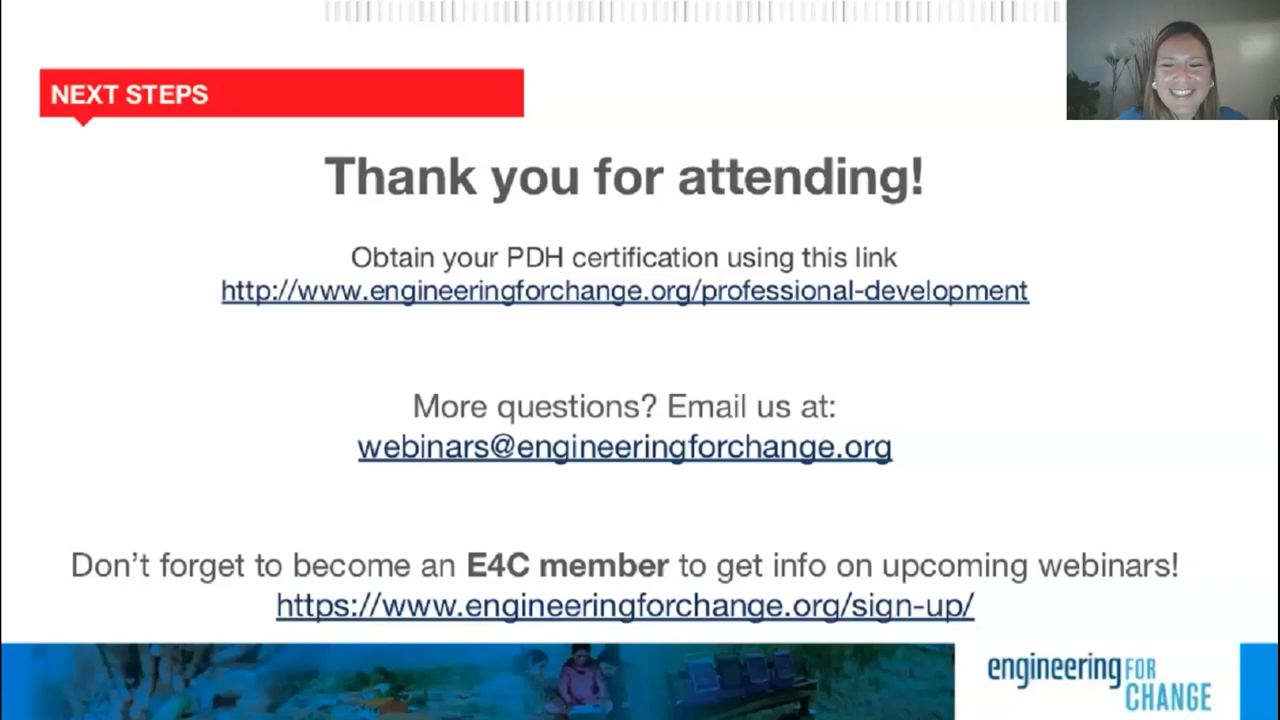 NEXT STEPS
Thank you for attending!
Obtain your PDH certification using this link
http://www.engineeringforchange.org/professional-development
More questions? Email us at:
webinars@engineeringforchange.org
Don't forget to become an E4C member to get info on upcoming webinars!
https://www.engineeringforchange.org/sign-up/
engineering FOR
CHANGE